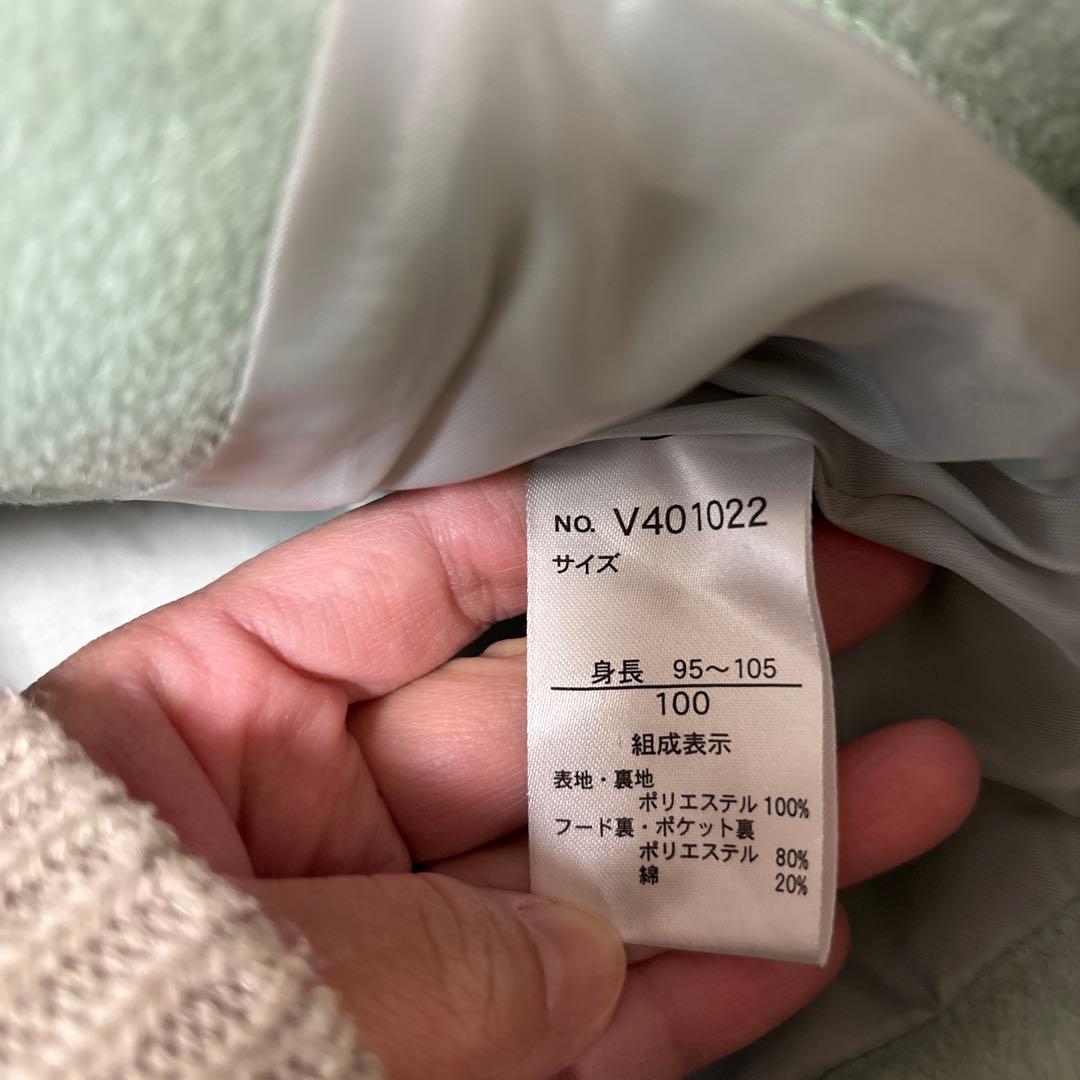 NO. V401022
サイズ
身長 95～105
100
組成表示
表地・裏地
ポリエステル 100%
フード裏・ポケット裏
ポリエステル 80%
綿 20%